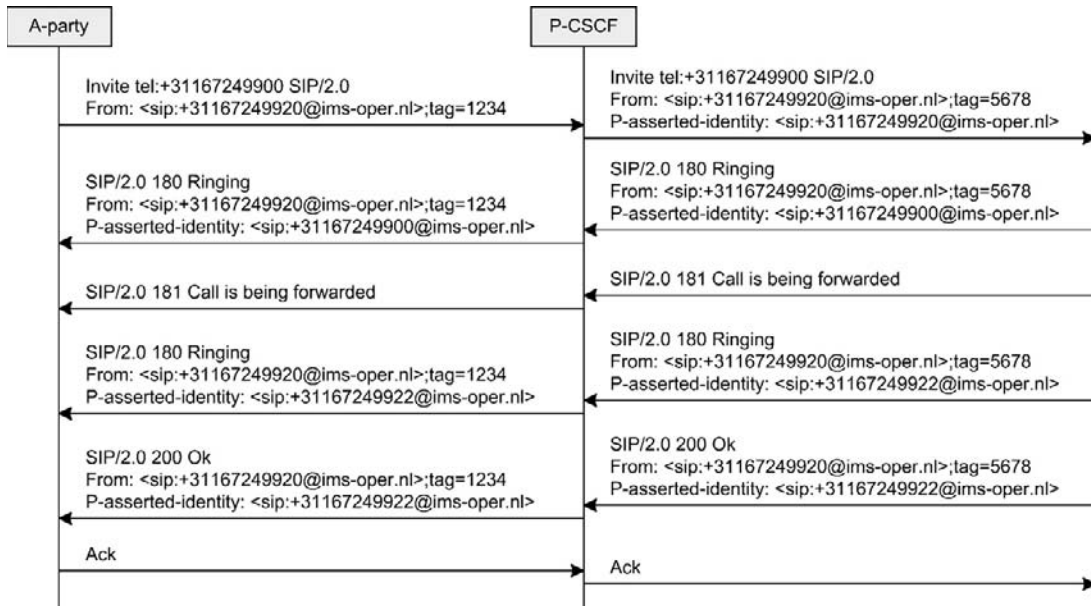 A-party
P-CSCF
Invite tel:+31167249900 SIP/2.0
From: <sip:+31167249920@ims-oper.nl>;tag=1234
Invite tel:+31167249900 SIP/2.0
From: <sip:+31167249920@ims-oper.nl>;tag=5678
P-asserted-identity: <sip:+31167249920@ims-oper.nl>
SIP/2.0 180 Ringing
From: <sip:+31167249920@ims-oper.nl>;tag=1234
P-asserted-identity: <sip:+31167249900@ims-oper.nl>
SIP/2.0 180 Ringing
From: <sip:+31167249920@ims-oper.nl>;tag=5678
P-asserted-identity: <sip:+31167249900@ims-oper.nl>
SIP/2.0 181 Call is being forwarded
SIP/2.0 181 Call is being forwarded
SIP/2.0 180 Ringing
From: <sip:+31167249920@ims-oper.nl>;tag=1234
P-asserted-identity: <sip:+31167249922@ims-oper.nl>
SIP/2.0 180 Ringing
From: <sip:+31167249920@ims-oper.nl>;tag=5678
P-asserted-identity: <sip:+31167249922@ims-oper.nl>
SIP/2.0 200 Ok
From: <sip:+31167249920@ims-oper.nl>;tag=1234
P-asserted-identity: <sip:+31167249922@ims-oper.nl>
SIP/2.0 200 Ok
From: <sip:+31167249920@ims-oper.nl>;tag=5678
P-asserted-identity: <sip:+31167249922@ims-oper.nl>
Ack
Ack